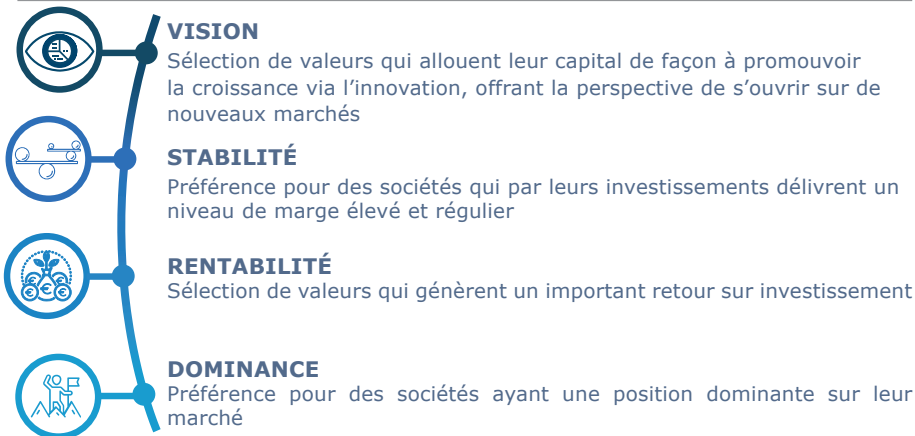 VISION
Sélection de valeurs qui allouent leur capital de façon à promouvoir
la croissance via l’innovation, offrant la perspective de s’ouvrir sur de
nouveaux marchés
STABILITÉ
Préférence pour des sociétés qui par leurs investissements délivrent un
niveau de marge élevé et régulier
RENTABILITÉ
Sélection de valeurs qui génèrent un important retour sur investissement
DOMINANCE
Préférence pour des sociétés ayant une position dominante sur leur
marché